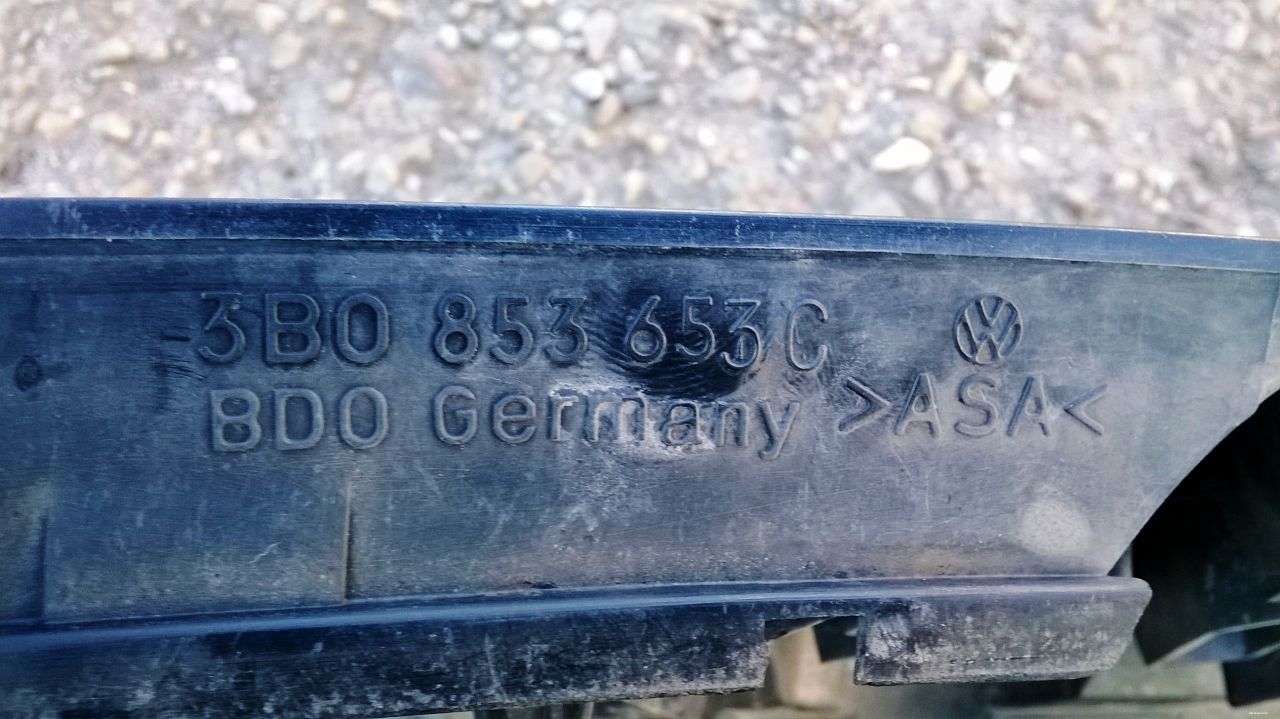 3B0 853 653 C
BDO Germany >ASA<